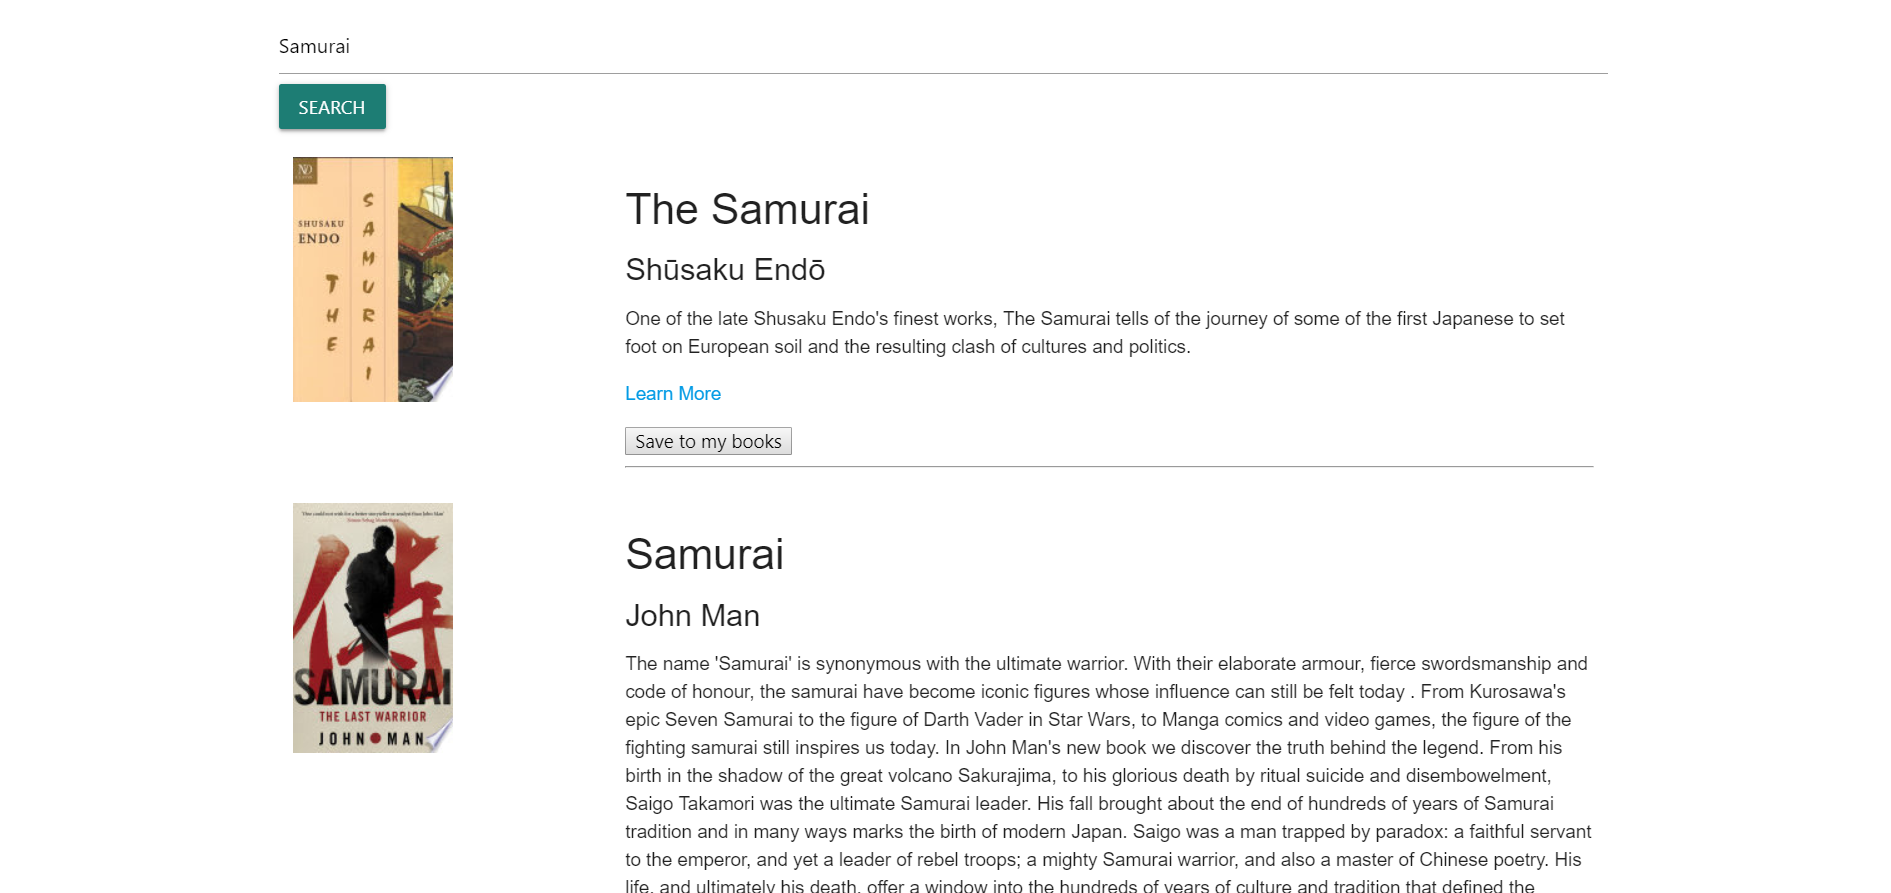 Samurai
SEARCH
NO
SHUSAKU
ENDO
THE
SAMURAI
The Samurai
Shūsaku Endō
One of the late Shusaku Endo's finest works, The Samurai tells of the journey of some of the first Japanese to set
foot on European soil and the resulting clash of cultures and politics.
Learn More
Save to my books
侍
SAMURAI
THE LAST WARRIOR
JOHN MAN
Samurai
John Man
The name 'Samurai' is synonymous with the ultimate warrior. With their elaborate armour, fierce swordsmanship and
code of honour, the samurai have become iconic figures whose influence can still be felt today . From Kurosawa's
epic Seven Samurai to the figure of Darth Vader in Star Wars, to Manga comics and video games, the figure of the
fighting samurai still inspires us today. In John Man's new book we discover the truth behind the legend. From his
birth in the shadow of the great volcano Sakurajima, to his glorious death by ritual suicide and disembowelment,
Saigo Takamori was the ultimate Samurai leader. His fall brought about the end of hundreds of years of Samurai
tradition and in many ways marks the birth of modern Japan. Saigo was a man trapped by paradox: a faithful servant
to the emperor, and yet a leader of rebel troops; a mighty Samurai warrior, and also a master of Chinese poetry. His
life, and ultimately his death, offer a window into the hundreds of years of culture and tradition that defined the